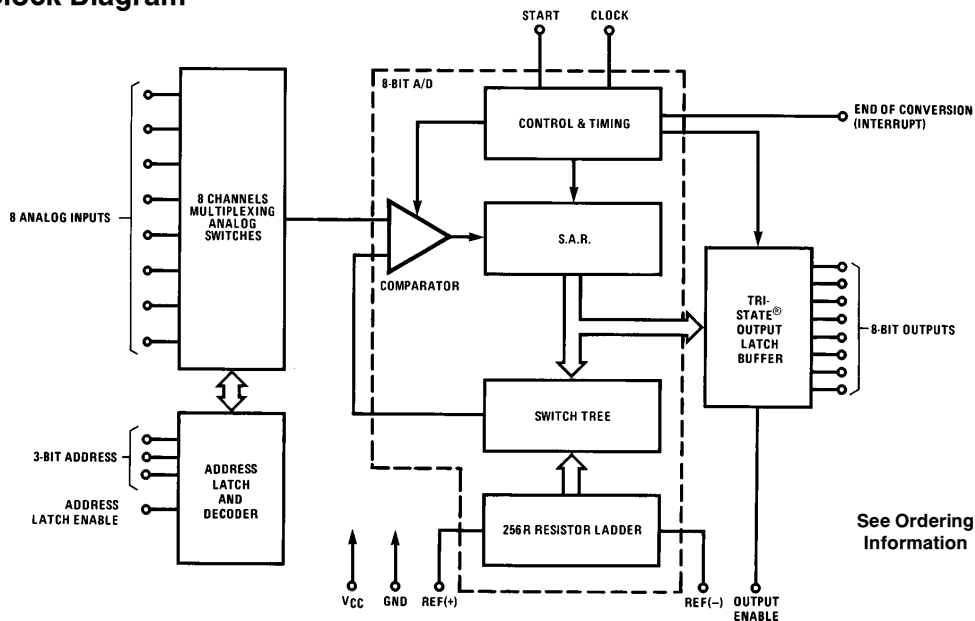 START
CLOCK
8-BIT A/D
CONTROL & TIMING
END OF CONVERSION
(INTERRUPT)
8 ANALOG INPUTS
8 CHANNELS
MULTIPLEXING
ANALOG
SWITCHES
COMPARATOR
S.A.R.
TRI-
STATE®
OUTPUT
LATCH
BUFFER
8-BIT OUTPUTS
SWITCH TREE
3-BIT ADDRESS
ADDRESS
LATCH ENABLE
ADDRESS
LATCH
AND
DECODER
256R RESISTOR LADDER
See Ordering
Information
VCC
GND
REF(+)
REF(−)
OUTPUT
ENABLE